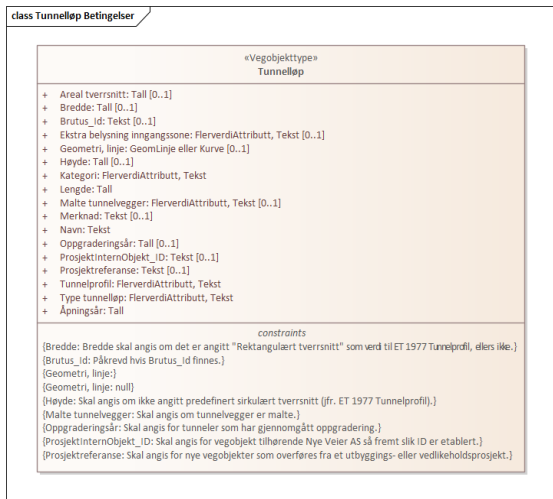 class Tunnelløp Betingelser
«Vegobjekttype»
Tunnelløp
+ Areal tverrsnitt: Tall [0..1]
+ Bredde: Tall [0..1]
+ Brutus_Id: Tekst [0..1]
+ Ekstra belysning inngangssone: FlerverdiAttributt, Tekst [0..1]
+ Geometri, linje: GeomLinje eller Kurve [0..1]
+ Høyde: Tall [0..1]
+ Kategori: FlerverdiAttributt, Tekst
+ Lengde: Tall
+ Malte tunnelvegger: FlerverdiAttributt, Tekst [0..1]
+ Merknad: Tekst [0..1]
+ Navn: Tekst
+ Oppgraderingsår: Tall [0..1]
+ ProsjektInternObjekt_ID: Tekst [0..1]
+ Prosjektreferanse: Tekst [0..1]
+ Tunnelprofil: FlerverdiAttributt, Tekst
+ Type tunnelløp: FlerverdiAttributt, Tekst
+ Åpningsår: Tall
constraints
{Bredde: Bredde skal angis om det er angitt "Rektangulært tverrsnitt" som verdi til ET 1977 Tunnelprofil, ellers ikke.}
{Brutus_Id: Påkrevd hvis Brutus_Id finnes.}
{Geometri, linje:}
{Geometri, linje: null}
{Høyde: Skal angis om ikke angitt predefinert sirkulært tverrsnitt (jfr. ET 1977 Tunnelprofil).}
{Malte tunnelvegger: Skal angis om tunnelvegger er malte.}
{Oppgraderingsår: Skal angis for tunneler som har gjennomgått oppgradering.}
{ProsjektInternObjekt_ID: Skal angis for vegobjekt tilhørende Nye Veier AS så fremt slik ID er etablert.}
{Prosjektreferanse: Skal angis for nye vegobjekter som overføres fra et utbyggings- eller vedlikeholdsprosjekt.}